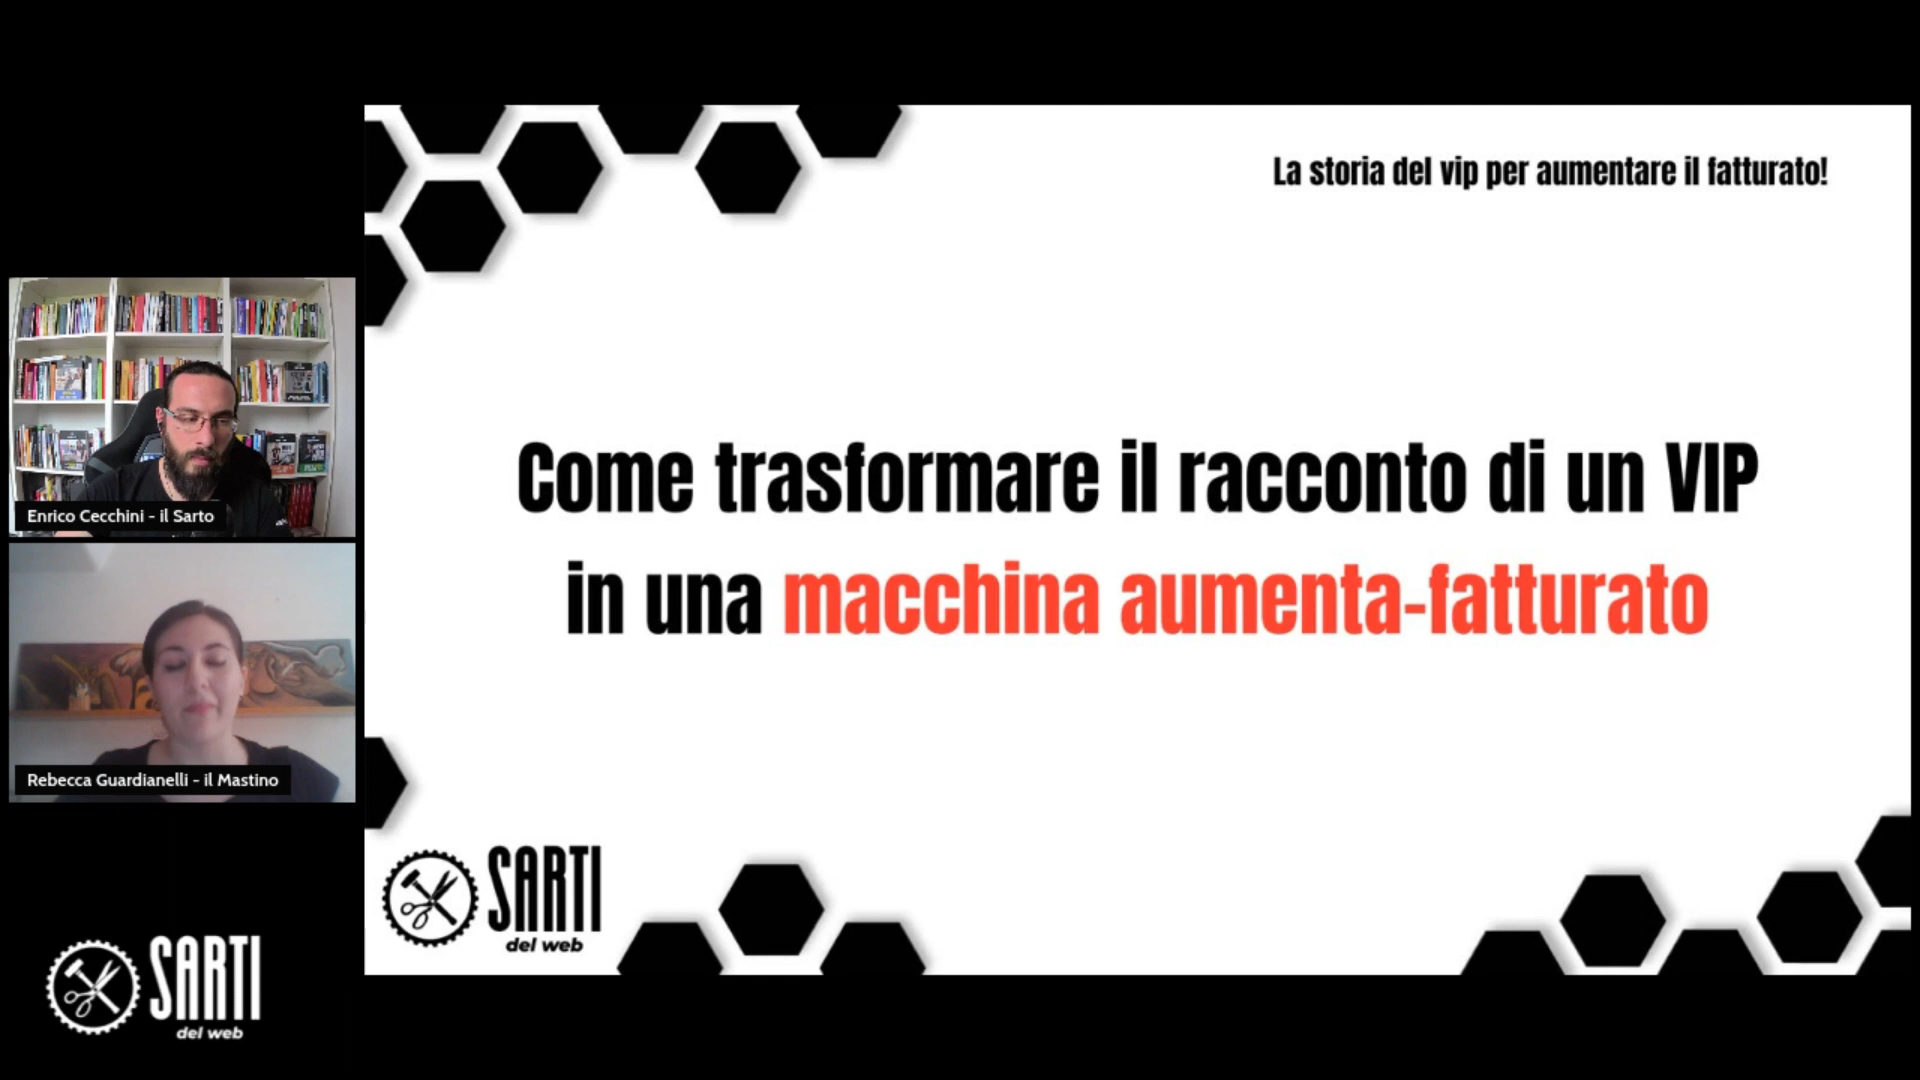 La storia del vip per aumentare il fatturato!
Come trasformare il racconto di un VIP
in una macchina aumenta-fatturato
Enrico Cecchini - il Sarto
Rebecca Guardianelli - il Mastino
SARTI
del web
SARTI
del web